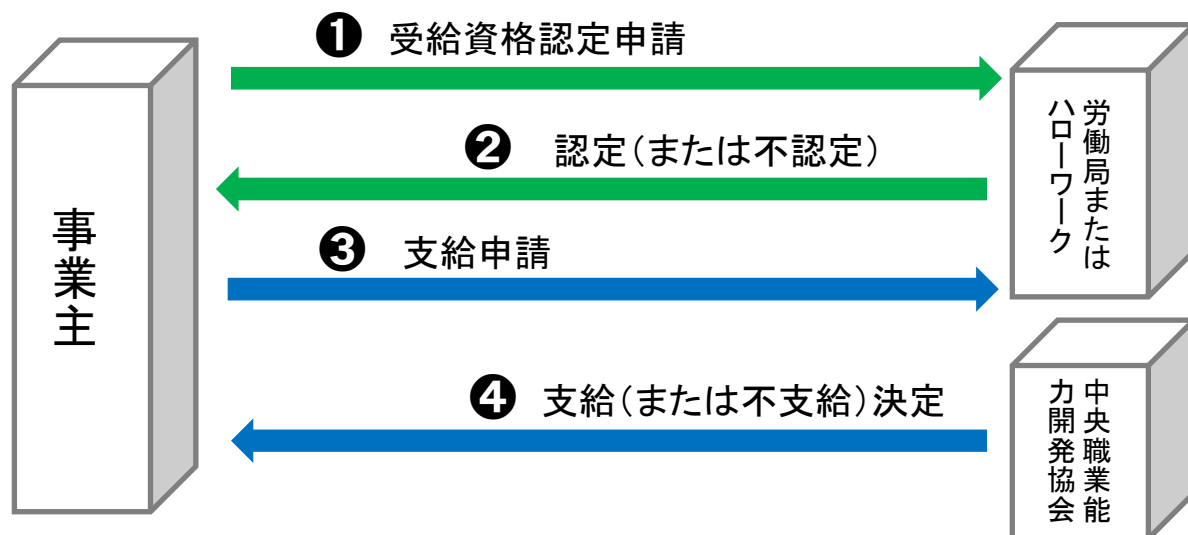 ❶ 受給資格認定申請
❷ 認定（または不認定）
❸ 支給申請
❹ 支給（または不支給）決定
事業主
労働局または
ハローワーク
中央職業能
力開発協会